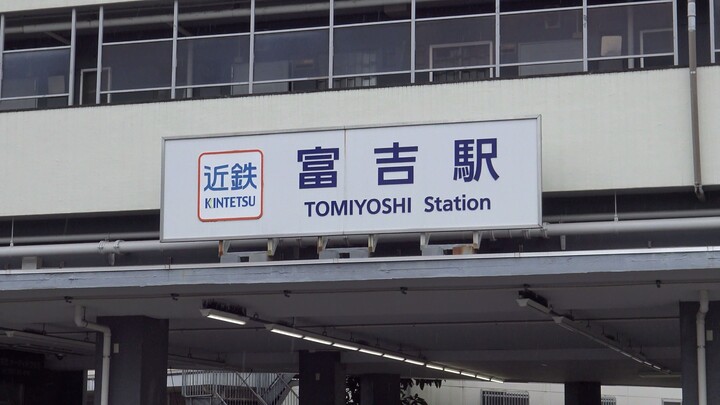 近鉄
KINTETSU
富吉駅
TOMIYOSHI Station